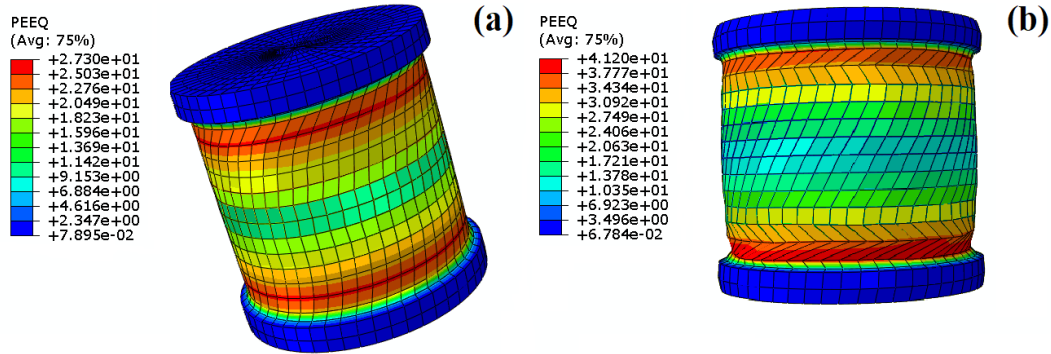 PEEQ
(Avg: 75%)
+2.730e+01
+2.503e+01
+2.276e+01
+2.049e+01
+1.823e+01
+1.596e+01
+1.369e+01
+1.142e+01
+9.153e+00
+6.884e+00
+4.616e+00
+2.347e+00
+7.895e-02
(a)
PEEQ
(Avg: 75%)
+4.120e+01
+3.777e+01
+3.434e+01
+3.092e+01
+2.749e+01
+2.406e+01
+2.063e+01
+1.721e+01
+1.378e+01
+1.035e+01
+6.923e+00
+3.496e+00
+6.784e-02
(b)